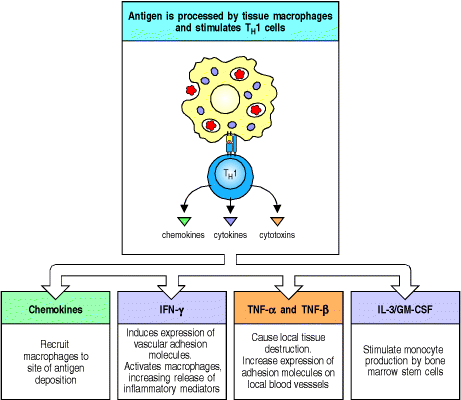 Antigen is processed by tissue macrophages
and stimulates TH1 cells
TH1
chemokines cytokines cytotoxins
Chemokines
Recruit
macrophages to
site of antigen
deposition
IFN-γ
Induces expression of
vascular adhesion
molecules.
Activates macrophages,
increasing release of
inflammatory mediators
TNF-α and TNF-β
Cause local tissue
destruction.
Increase expression of
adhesion molecules on
local blood vesssels
IL-3/GM-CSF
Stimulate monocyte
production by bone
marrow stem cells